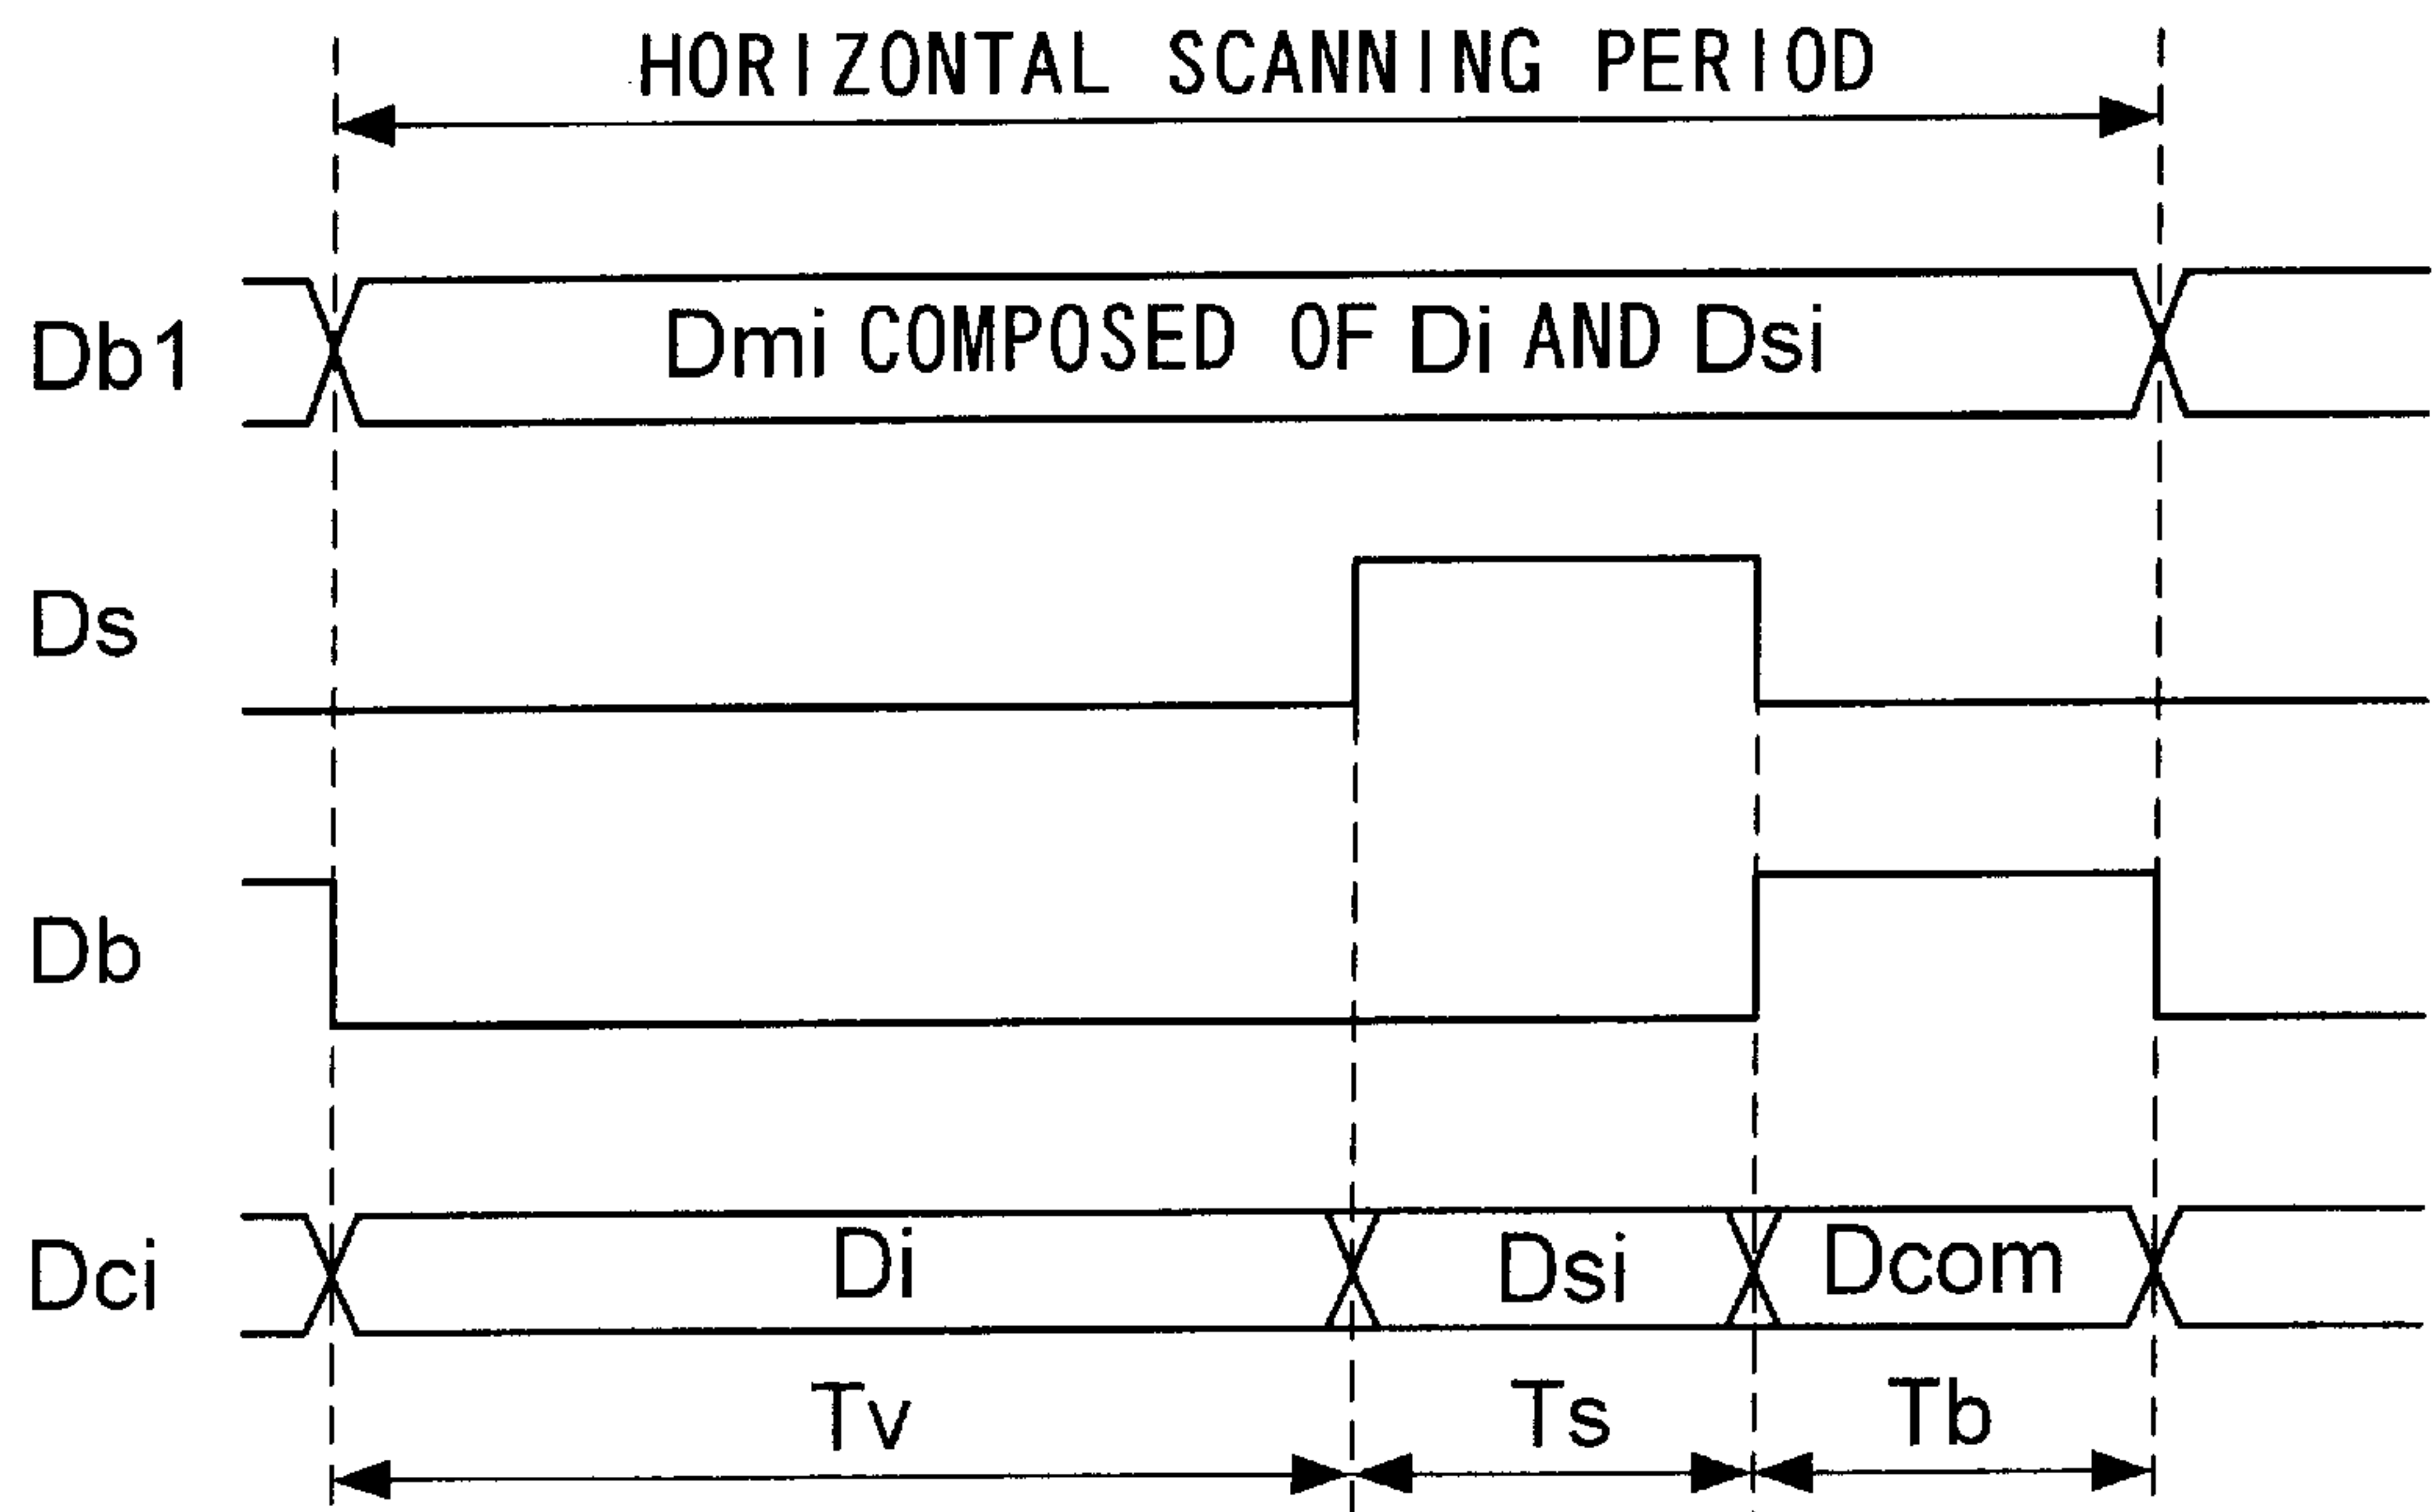 HORIZONTAL SCANNING PERIOD
Db1
Dmi COMPOSED OF Di AND Dsi
Ds
Db
Dci
Di
Dsi
Dcom
Tv
Ts
Tb